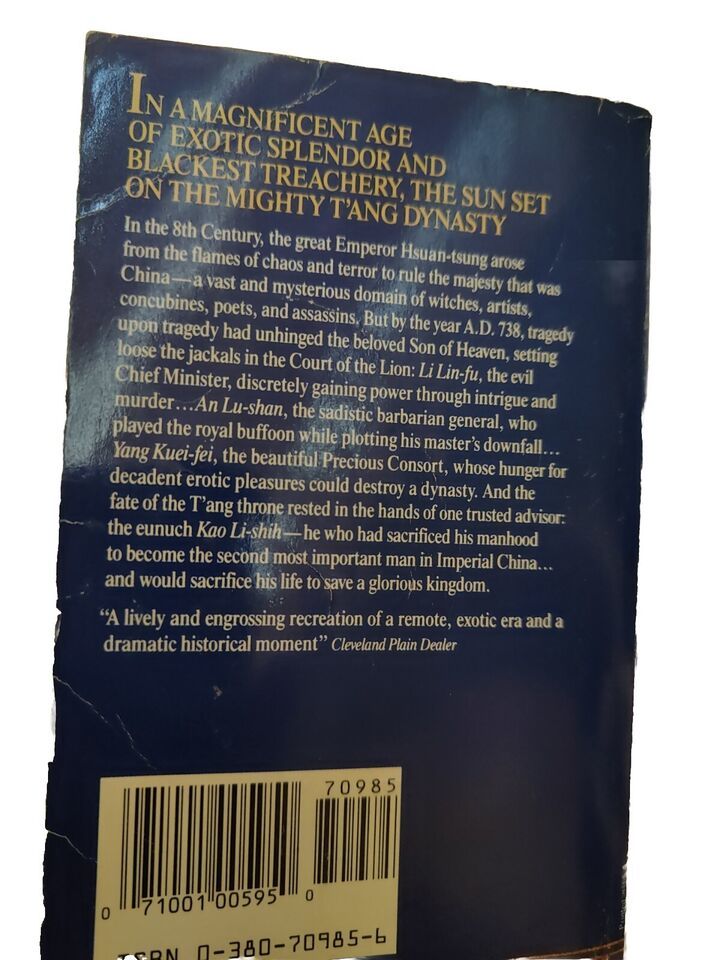 IN A MAGNIFICENT AGE
OF EXOTIC SPLENDOR AND
BLACKEST TREACHERY, THE SUN SET
ON THE MIGHTY T'ANG DYNASTY
In the 8th Century, the great Emperor Hsuan-tsung arose
from the flames of chaos and terror to rule the majesty that was
China—a vast and mysterious domain of witches, artists,
concubines, poets, and assassins. But by the year A.D. 738, tragedy
upon tragedy had unhinged the beloved Son of Heaven, setting
loose the jackals in the Court of the Lion: Li Lin-fu, the evil
Chief Minister, discretely gaining power through intrigue and
murder...An Lu-shan, the sadistic barbarian general, who
played the royal buffoon while plotting his master's downfall...
Yang Kuei-fei, the beautiful Precious Consort, whose hunger for
decadent erotic pleasures could destroy a dynasty. And the
fate of the T'ang throne rested in the hands of one trusted advisor:
the eunuch Kao Li-shih—he who had sacrificed his manhood
to become the second most important man in Imperial China...
and would sacrifice his life to save a glorious kingdom.
“A lively and engrossing recreation of a remote, exotic era and a
dramatic historical moment” Cleveland Plain Dealer
70985
0 71001 00595 0
ISBN 0-380-70985-6